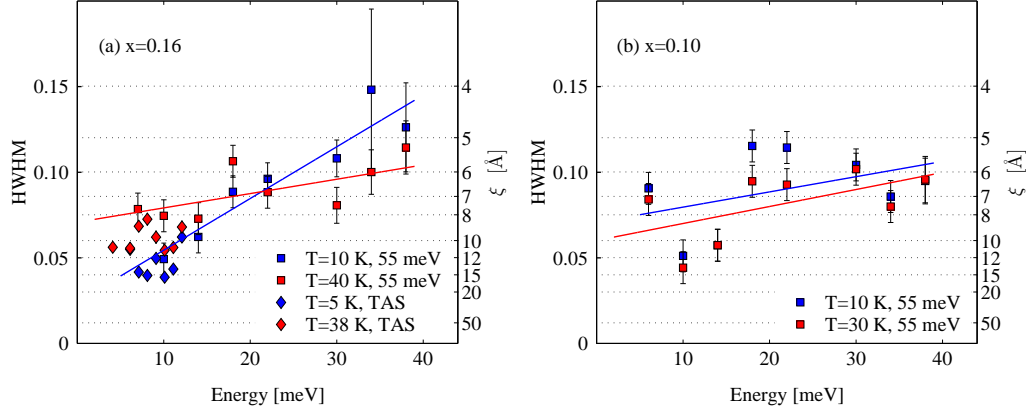 (a) x=0.16
0.15
0.10
0.05
0
HWHM
10
20
30
40
Energy [meV]
4
5
6
7
8
10
12
15
20
50
ξ [Å]
T=10 K, 55 meV
T=40 K, 55 meV
T=5 K, TAS
T=38 K, TAS
(b) x=0.10
0.15
0.10
0.05
0
HWHM
10
20
30
40
Energy [meV]
4
5
6
7
8
10
12
15
20
50
ξ [Å]
T=10 K, 55 meV
T=30 K, 55 meV